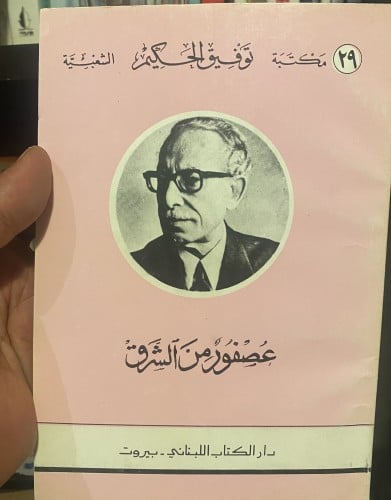 ٢٩ مكتبة توفيق الحكيم الشعبية
عصفور من الشرق
دار الكتاب اللبناني - بيروت